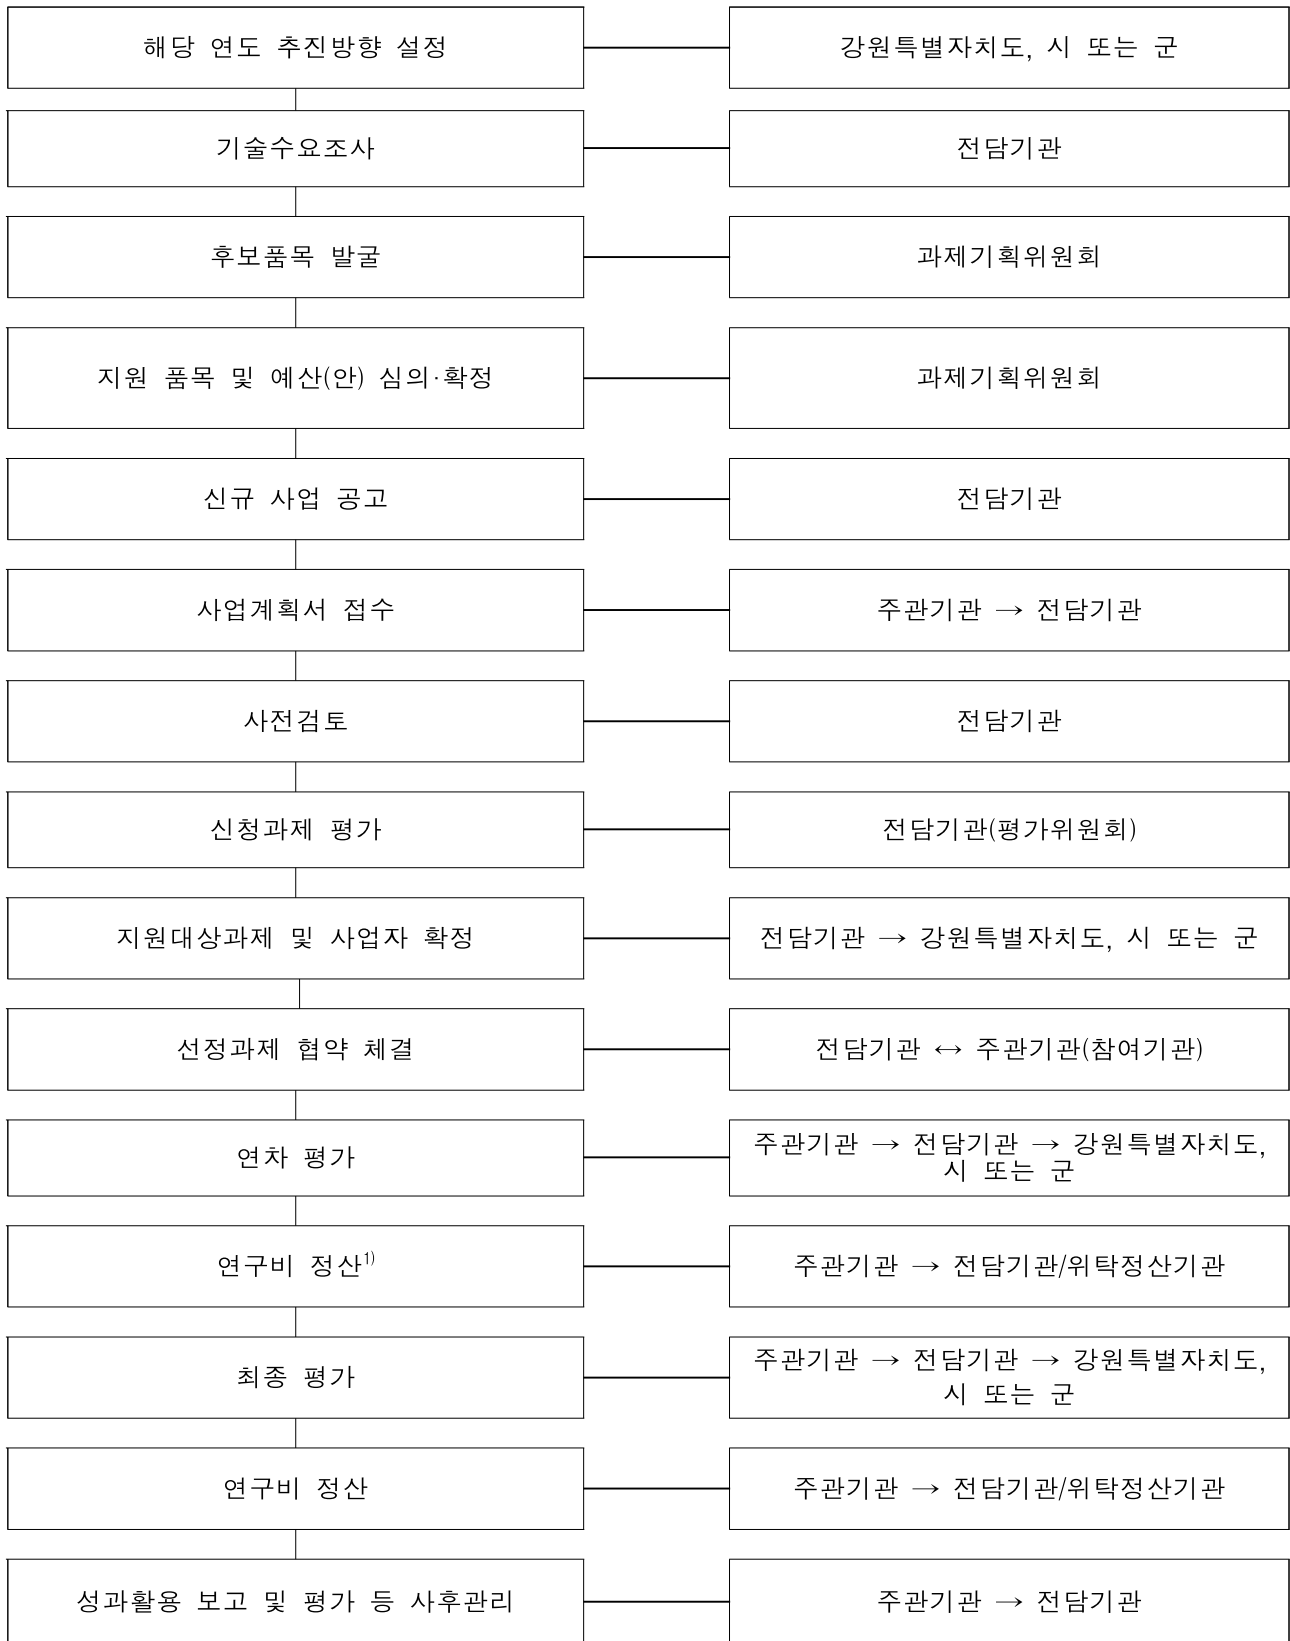 해당 연도 추진방향 설정
강원특별자치도, 시 또는 군
기술수요조사
전담기관
후보품목 발굴
과제기획위원회
지원 품목 및 예산(안) 심의·확정
과제기획위원회
신규 사업 공고
전담기관
사업계획서 접수
주관기관 → 전담기관
사전검토
전담기관
신청과제 평가
전담기관(평가위원회)
지원대상과제 및 사업자 확정
전담기관 → 강원특별자치도, 시 또는 군
선정과제 협약 체결
전담기관 ↔ 주관기관(참여기관)
연차 평가
주관기관 → 전담기관 → 강원특별자치도,
시 또는 군
연구비 정산1)
주관기관 → 전담기관/위탁정산기관
최종 평가
주관기관 → 전담기관 → 강원특별자치도,
시 또는 군
연구비 정산
주관기관 → 전담기관/위탁정산기관
성과활용 보고 및 평가 등 사후관리
주관기관 → 전담기관